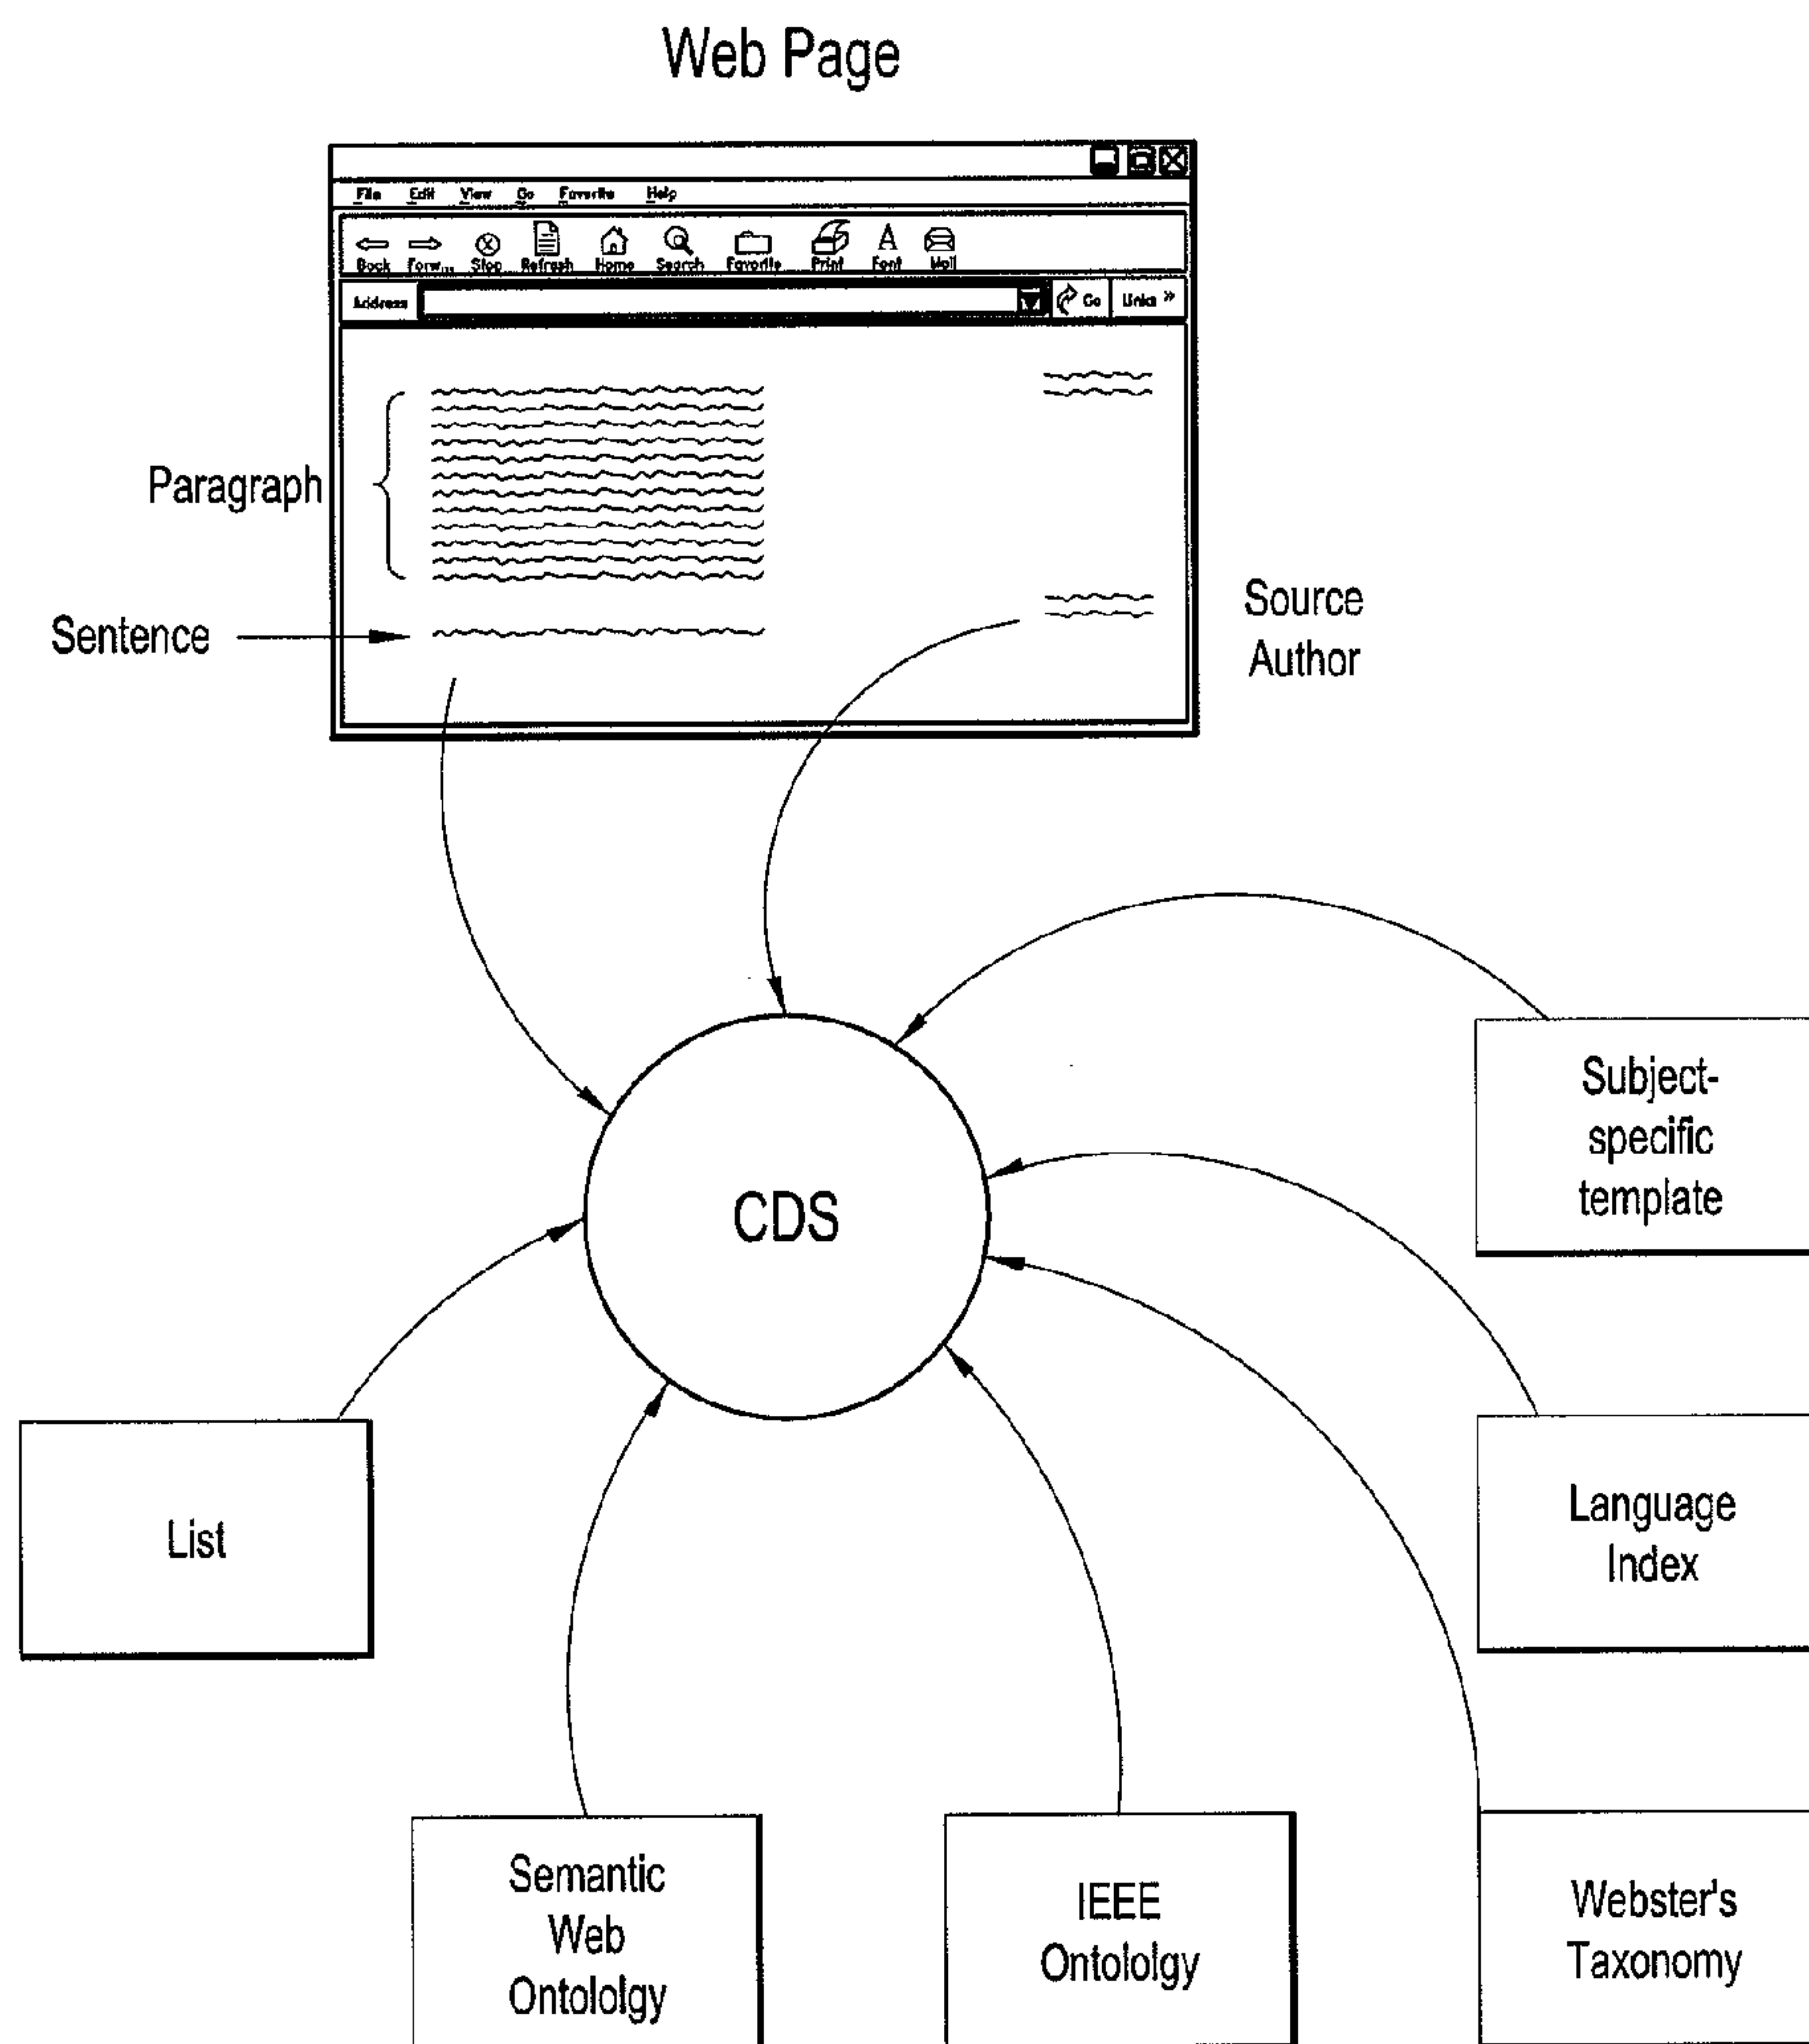 Web Page
File Edit View Go Favorite Help
Back Forw... Stop Refresh Home Search Favorite Print Font Mail
Address Go Links »
Paragraph
Sentence
Source
Author
CDS
Subject-
specific
template
List
Language
Index
Semantic
Web
Ontololgy
IEEE
Ontololgy
Webster's
Taxonomy